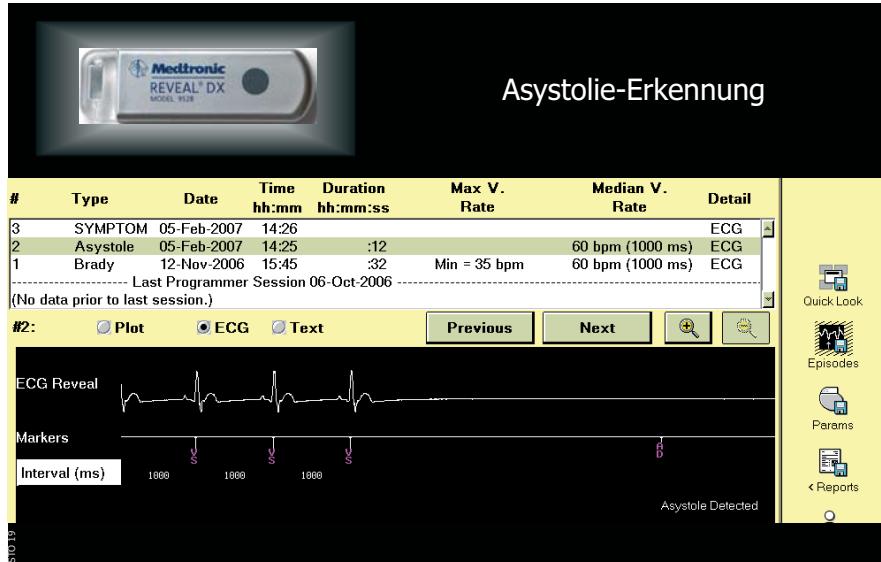 Medtronic
REVEAL® DX
MODEL 9528
Asystolie-Erkennung
# Type Date Time hh:mm Duration hh:mm:ss Max V. Rate Median V. Rate Detail
3 SYMPTOM 05-Feb-2007 14:26 ECG
2 Asystole 05-Feb-2007 14:25 :12 60 bpm (1000 ms) ECG
1 Brady 12-Nov-2006 15:45 :32 Min = 35 bpm 60 bpm (1000 ms) ECG
-------------------- Last Programmer Session 06-Oct-2006 --------------------
(No data prior to last session.)
#2: Plot ECG Text Previous Next
ECG Reveal
Markers
VS VS VS AD
Interval (ms)
1000 1000 1000
Asystole Detected
Quick Look
Episodes
Params
< Reports